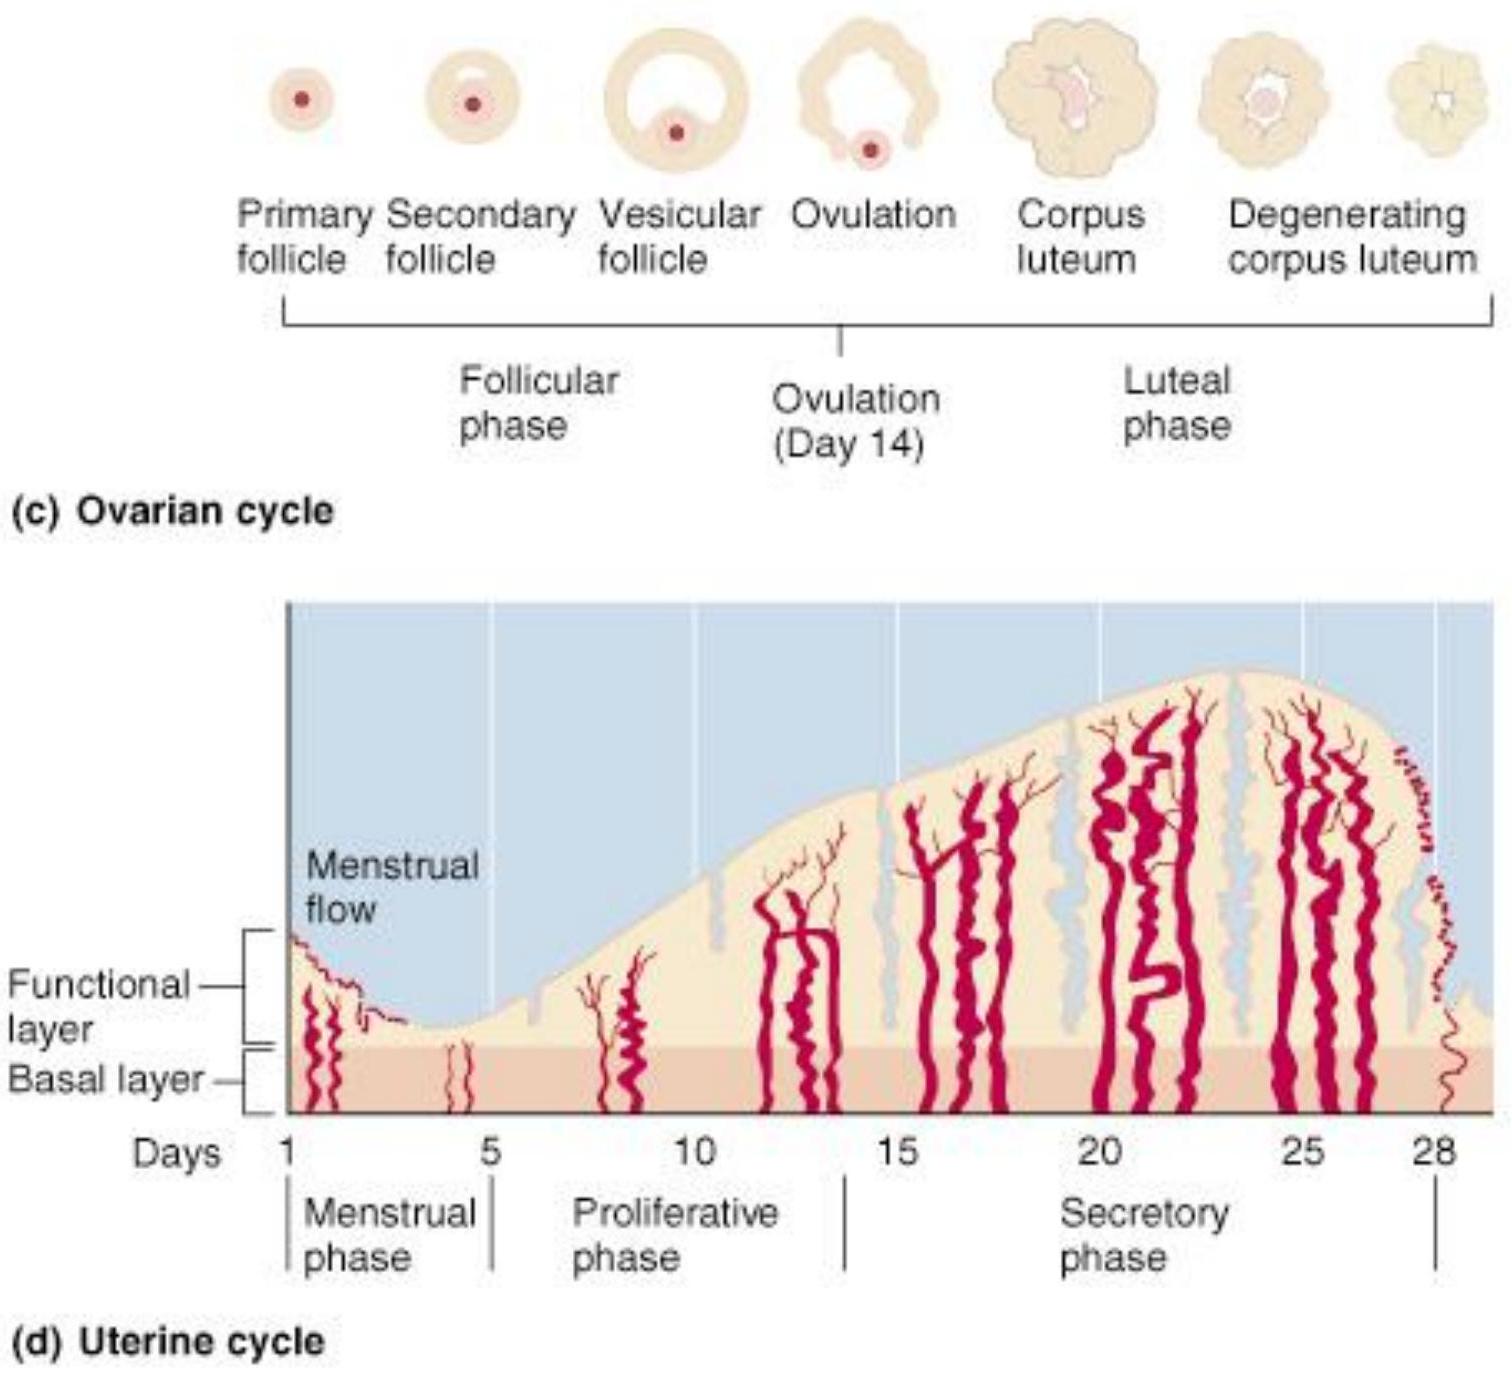 Primary Secondary Vesicular Ovulation Corpus Degenerating
follicle follicle follicle luteum corpus luteum
Follicular Luteal
phase phase
Ovulation
(Day 14)
(c) Ovarian cycle
Menstrual
flow
Functional
layer
Basal layer
Days 1 5 10 15 20 25 28
Menstrual Proliferative Secretory
phase phase phase
(d) Uterine cycle